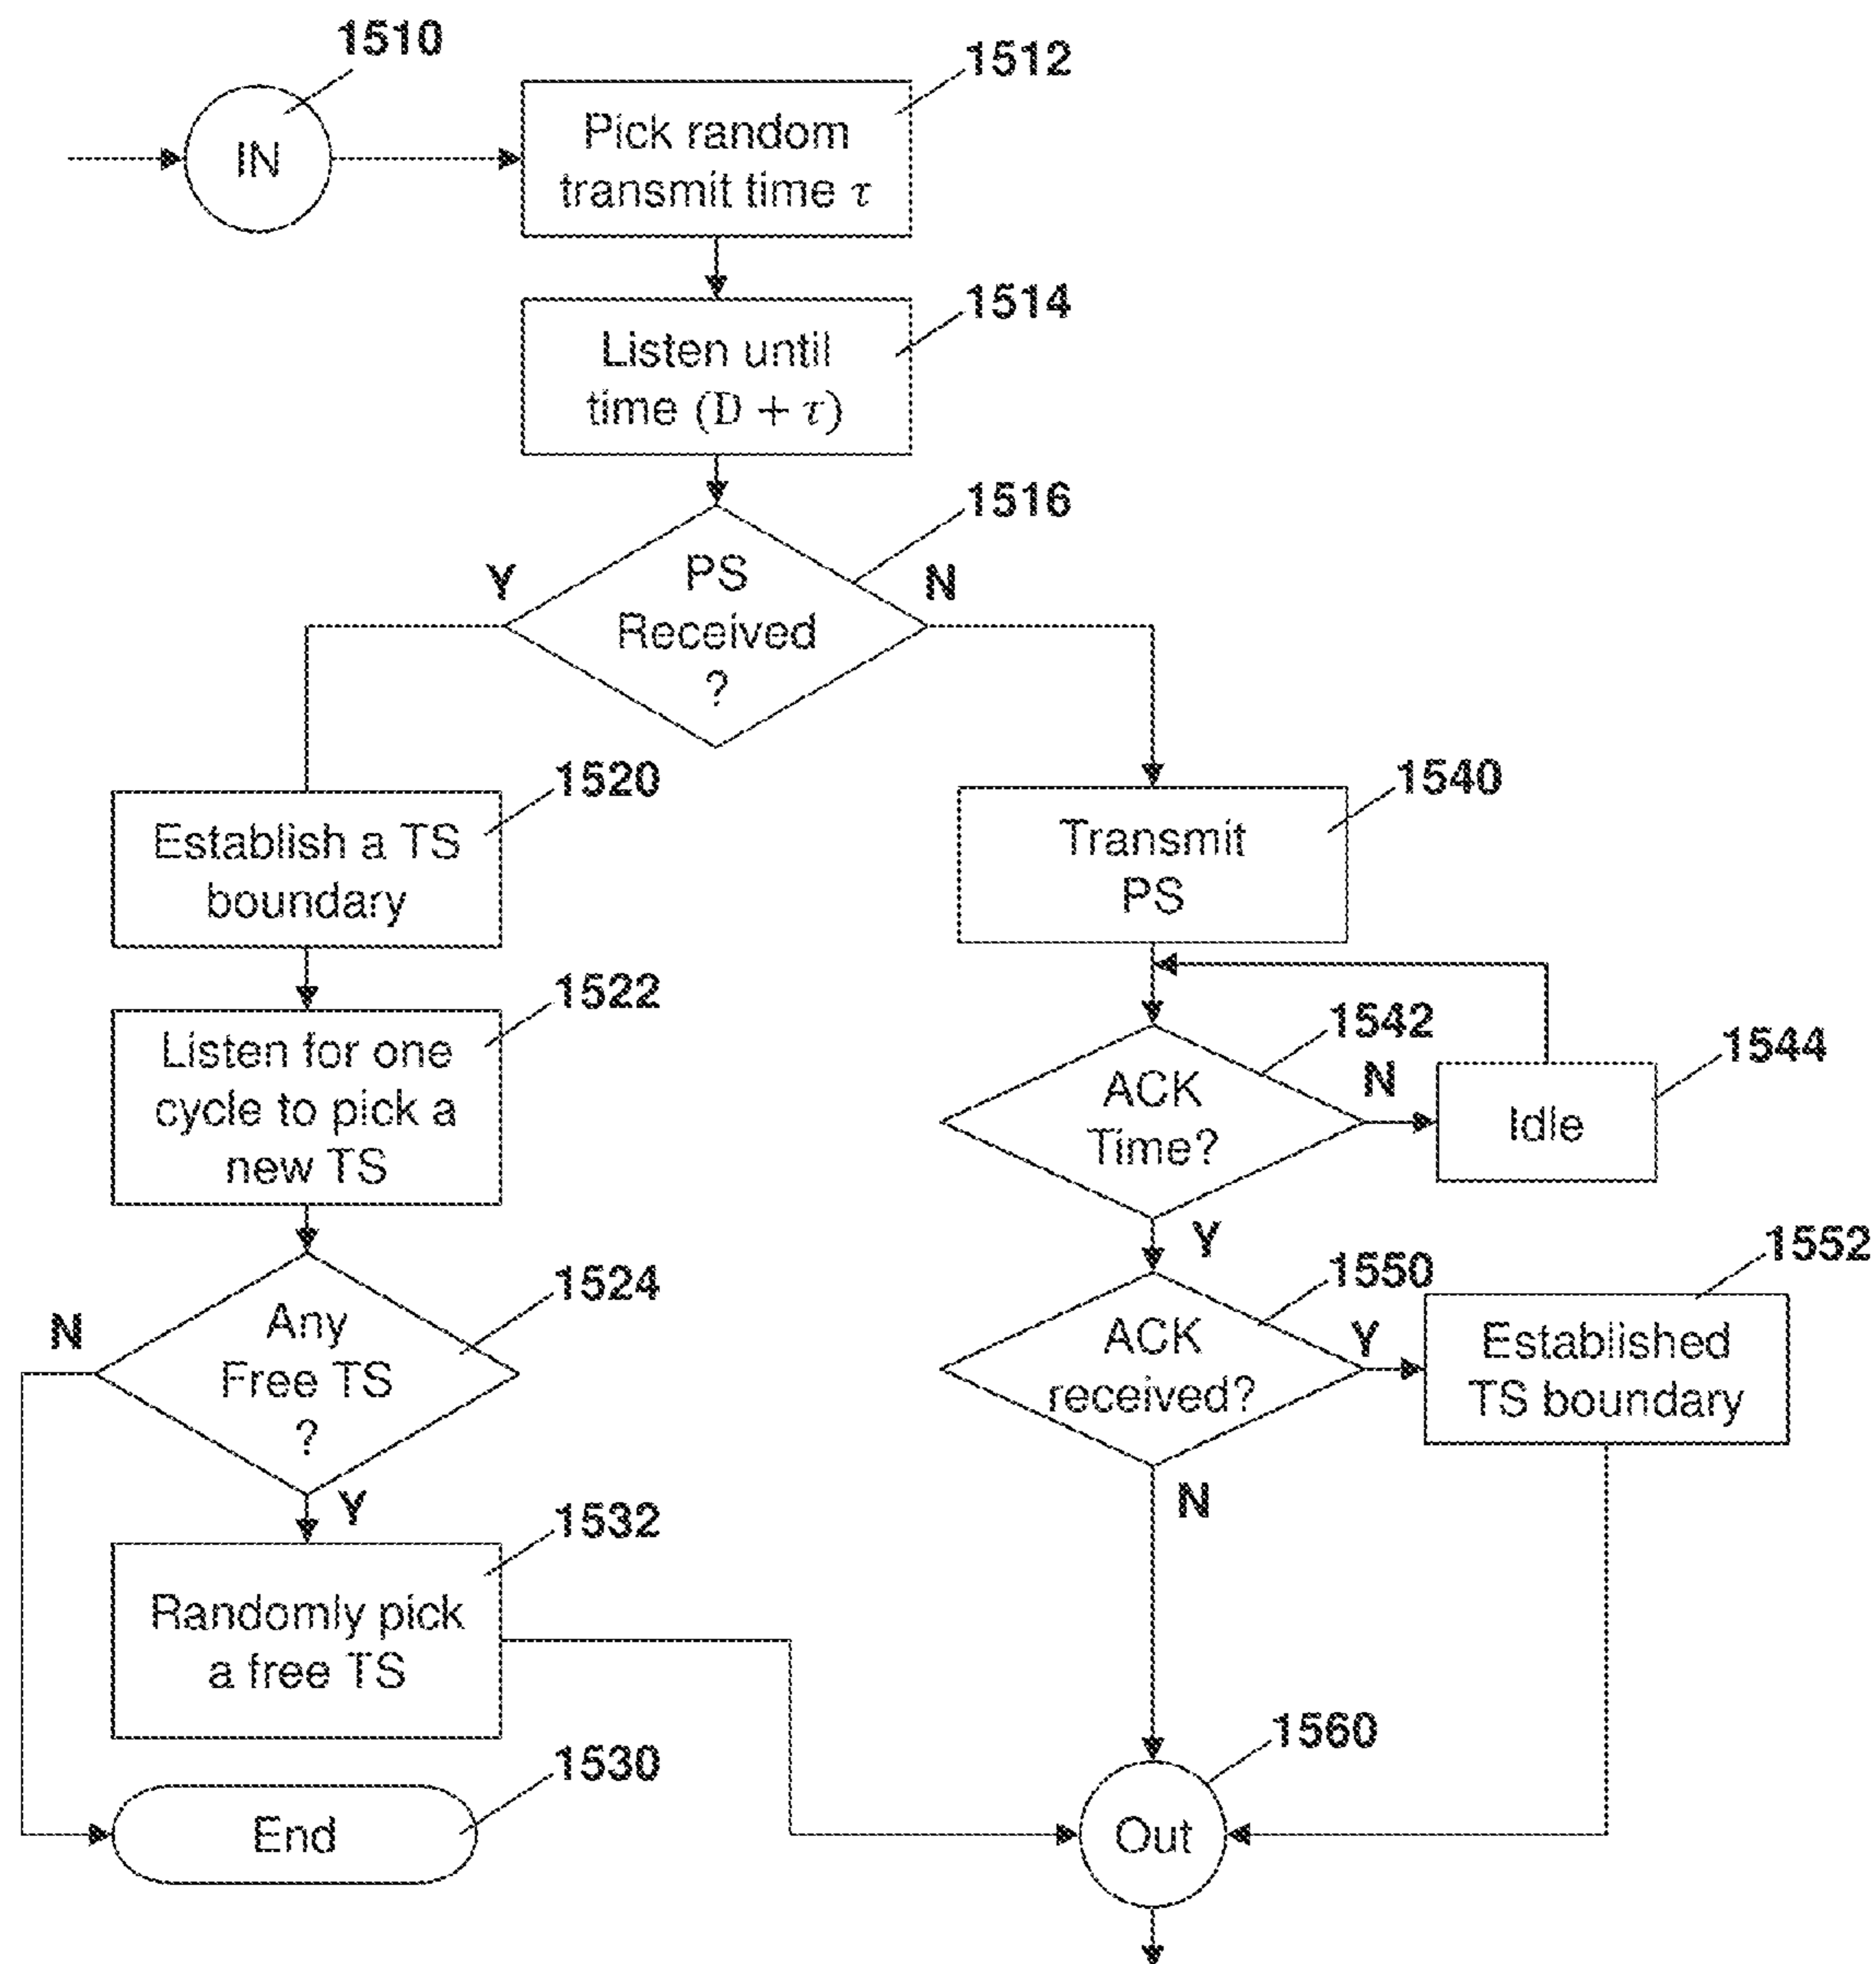 1510
IN
1512
Pick random
transmit time τ
1514
Listen until
time (D + τ)
1516
PS
Received
?
Y
N
1520
Establish a TS
boundary
1522
Listen for one
cycle to pick a
new TS
1524
Any
Free TS
?
N
Y
1532
Randomly pick
a free TS
1530
End
1540
Transmit
PS
1542
ACK
Time?
N
1544
Idle
Y
1550
ACK
received?
Y
1552
Established
TS boundary
N
1560
Out